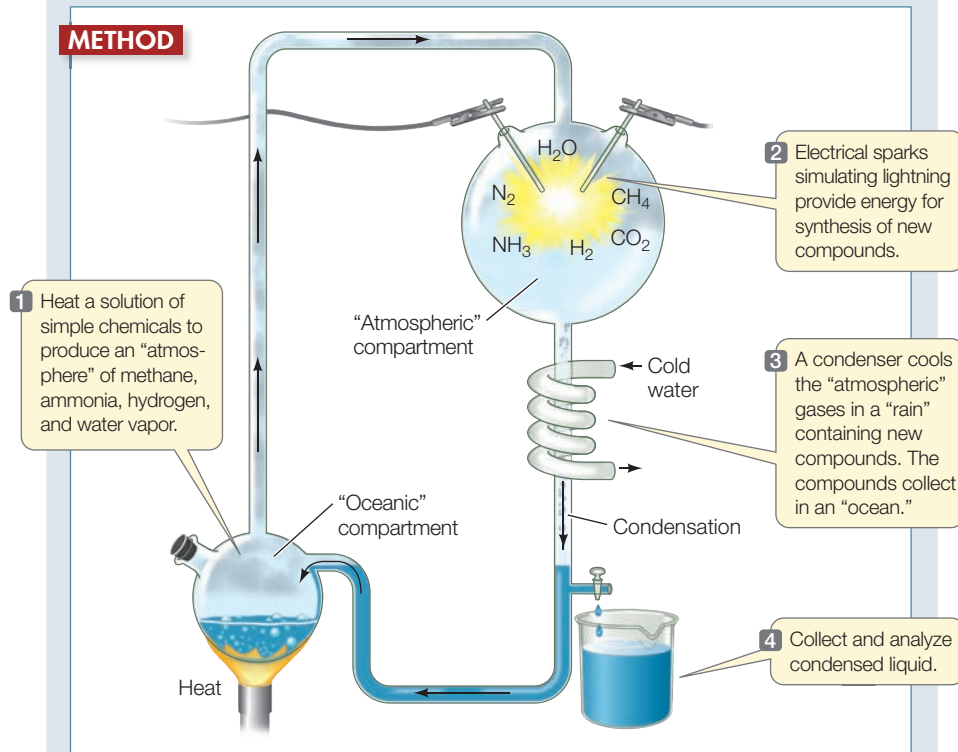 METHOD
H₂O
N₂
CH₄
NH₃
H₂
CO₂
2 Electrical sparks
simulating lightning
provide energy for
synthesis of new
compounds.
1 Heat a solution of
simple chemicals to
produce an “atmos-
phere” of methane,
ammonia, hydrogen,
and water vapor.
“Atmospheric”
compartment
Cold
water
3 A condenser cools
the “atmospheric”
gases in a “rain”
containing new
compounds. The
compounds collect
in an “ocean.”
“Oceanic”
compartment
Condensation
Heat
4 Collect and analyze
condensed liquid.